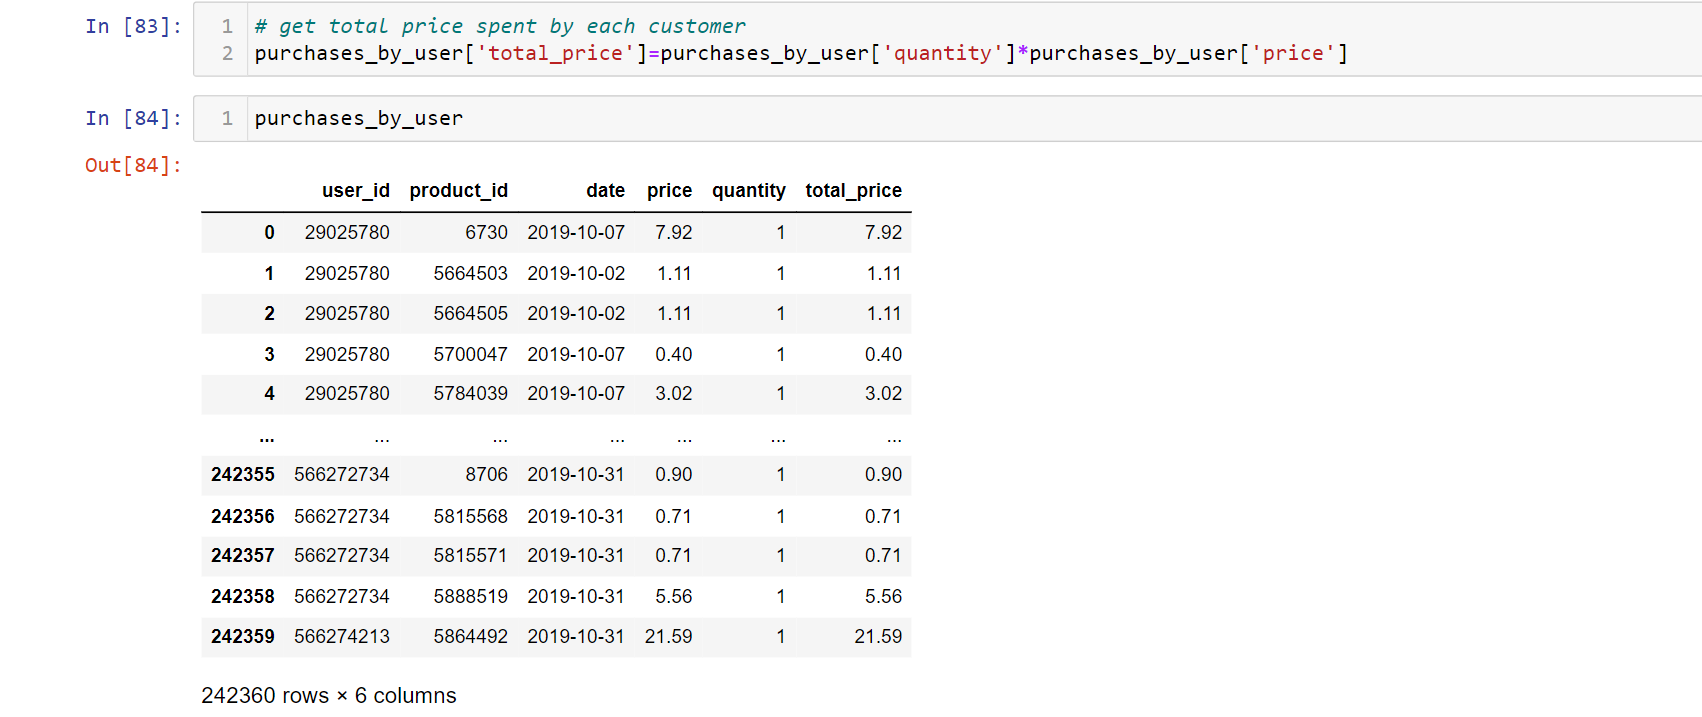 In [83]: 1 # get total price spent by each customer
2 purchases_by_user['total_price']=purchases_by_user['quantity']*purchases_by_user['price']
In [84]: 1 purchases_by_user
Out[84]:
user_id product_id date price quantity total_price
0 29025780 6730 2019-10-07 7.92 1 7.92
1 29025780 5664503 2019-10-02 1.11 1 1.11
2 29025780 5664505 2019-10-02 1.11 1 1.11
3 29025780 5700047 2019-10-07 0.40 1 0.40
4 29025780 5784039 2019-10-07 3.02 1 3.02
... ... ... ... ... ... ...
242355 566272734 8706 2019-10-31 0.90 1 0.90
242356 566272734 5815568 2019-10-31 0.71 1 0.71
242357 566272734 5815571 2019-10-31 0.71 1 0.71
242358 566272734 5888519 2019-10-31 5.56 1 5.56
242359 566274213 5864492 2019-10-31 21.59 1 21.59
242360 rows × 6 columns